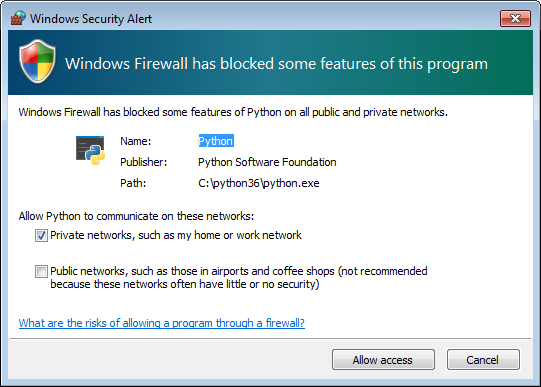 Windows Security Alert
Windows Firewall has blocked some features of this program
Windows Firewall has blocked some features of Python on all public and private networks.
Name: Python
Publisher: Python Software Foundation
Path: C:\python36\python.exe
Allow Python to communicate on these networks:
Private networks, such as my home or work network
Public networks, such as those in airports and coffee shops (not recommended
because these networks often have little or no security)
What are the risks of allowing a program through a firewall?
Allow access Cancel